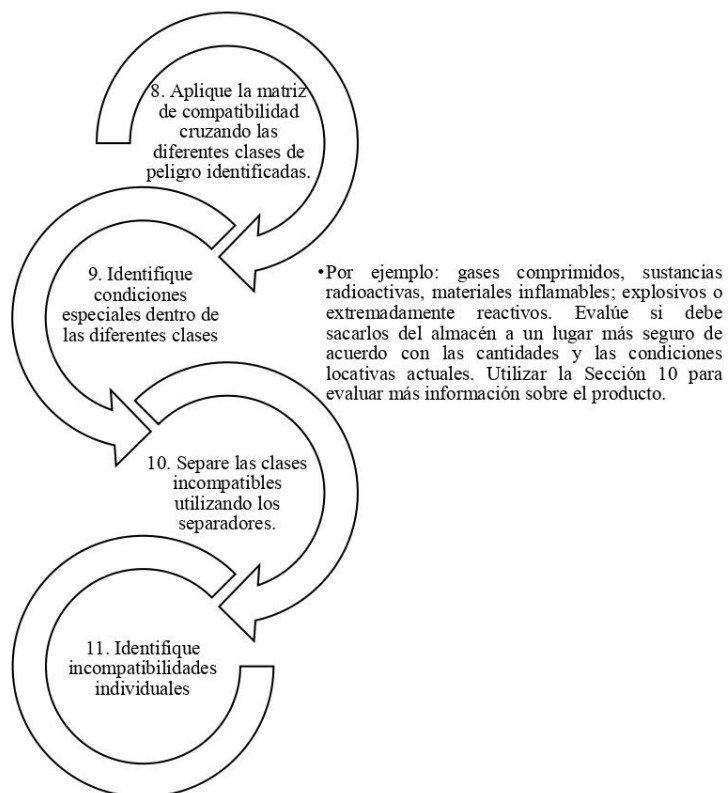 8. Aplique la matriz
de compatibilidad
cruzando las
diferentes clases de
peligro identificadas.
9. Identifique
condiciones
especiales dentro de
las diferentes clases
•Por ejemplo: gases comprimidos, sustancias
radioactivas, materiales inflamables; explosivos o
extremadamente reactivos. Evalúe si debe
sacarlos del almacén a un lugar más seguro de
acuerdo con las cantidades y las condiciones
locativas actuales. Utilizar la Sección 10 para
evaluar más información sobre el producto.
10. Separe las clases
incompatibles
utilizando los
separadores.
11. Identifique
incompatibilidades
individuales